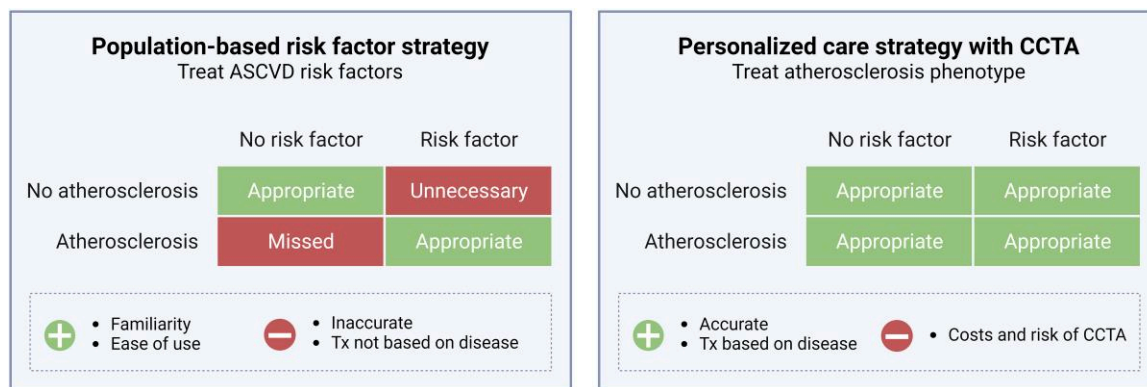 Population-based risk factor strategy
Treat ASCVD risk factors
No risk factor Risk factor
No atherosclerosis Appropriate Unnecessary
Atherosclerosis Missed Appropriate
• Familiarity
• Ease of use
• Inaccurate
• Tx not based on disease
Personalized care strategy with CCTA
Treat atherosclerosis phenotype
No risk factor Risk factor
No atherosclerosis Appropriate Appropriate
Atherosclerosis Appropriate Appropriate
• Accurate
• Tx based on disease
• Costs and risk of CCTA